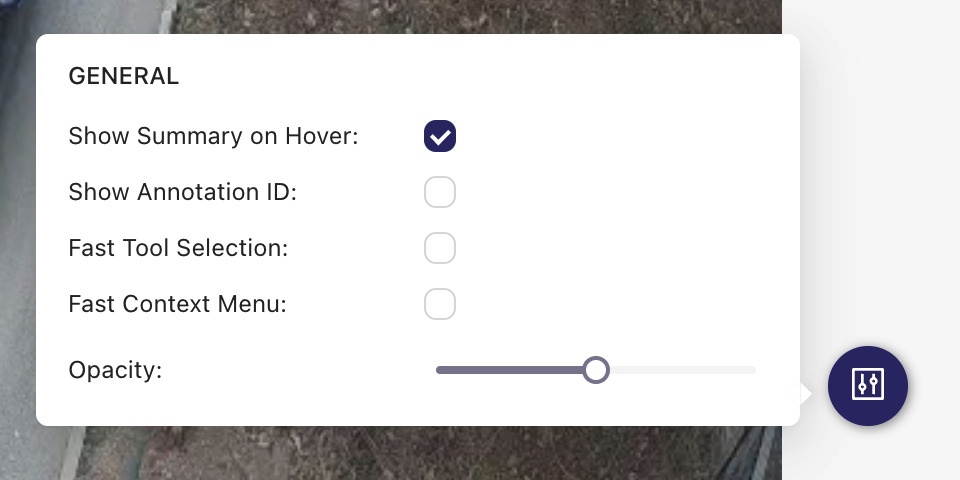 GENERAL
Show Summary on Hover:
Show Annotation ID:
Fast Tool Selection:
Fast Context Menu:
Opacity: